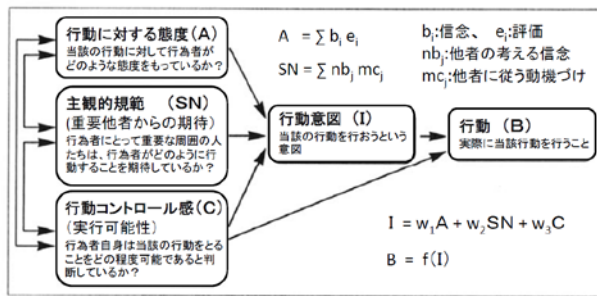 行動に対する態度(A)
当該の行動に対して行為者が
どのような態度をもっているか?
主観的規範 (SN)
(重要他者からの期待)
行為者にとって重要な周囲の人
たちは、行為者がどのように行
動することを期待しているか?
行動コントロール感(C)
(実行可能性)
行為者自身は当該の行動をとる
ことをどの程度可能であると判
断しているか?
A = ∑ bᵢ eᵢ
SN = ∑ nbⱼ mcⱼ
bᵢ:信念、 eᵢ:評価
nbⱼ:他者の考える信念
mcⱼ:他者に従う動機づけ
行動意図(I)
当該の行動を行おうという
意図
行動(B)
実際に当該行動を行うこと
I = w₁A + w₂SN + w₃C
B = f(I)